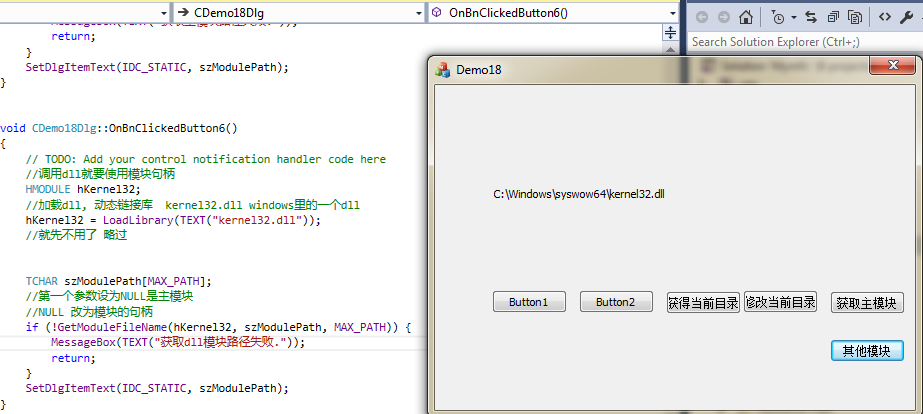 CDemo18Dlg
OnBnClickedButton6()
return;
}
SetDlgItemText(IDC_STATIC, szModulePath);
}
void CDemo18Dlg::OnBnClickedButton6()
{
// TODO: Add your control notification handler code here
//调用dll就要使用模块句柄
HMODULE hKernel32;
//加载dll, 动态链接库 kernel32.dll windows里的一个dll
hKernel32 = LoadLibrary(TEXT("kernel32.dll"));
//就先不用了 略过
TCHAR szModulePath[MAX_PATH];
//第一个参数设为NULL是主模块
//NULL 改为模块的句柄
if (!GetModuleFileName(hKernel32, szModulePath, MAX_PATH)) {
MessageBox(TEXT("获取dll模块路径失败."));
return;
}
SetDlgItemText(IDC_STATIC, szModulePath);
}
Search Solution Explorer (Ctrl+;)
Demo18
C:\Windows\syswow64\kernel32.dll
Button1
Button2
获得当前目录
修改当前目录
获取主模块
其他模块